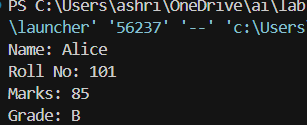 PS C:\Users\ashri\OneDrive\ai\lab
\launcher' '56237' '--' 'c:\Users
Name: Alice
Roll No: 101
Marks: 85
Grade: B